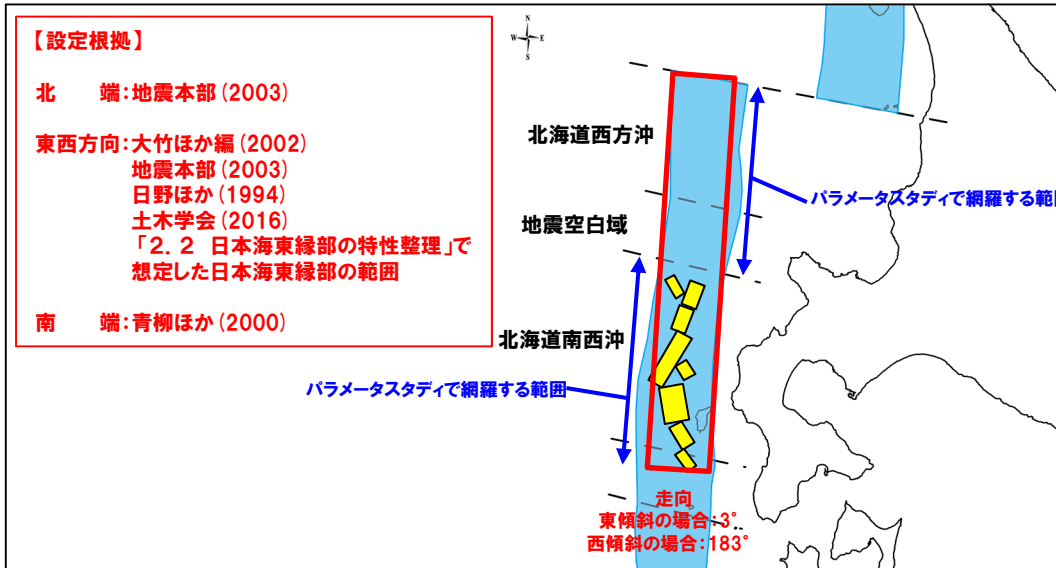 【設定根拠】
北　　端：地震本部（2003）
東西方向：大竹ほか編（2002）
地震本部（2003）
日野ほか（1994）
土木学会（2016）
「２．２　日本海東縁部の特性整理」で
想定した日本海東縁部の範囲
南　　端：青柳ほか（2000）
N
W E
S
北海道西方沖
パラメータスタディで網羅する範囲
地震空白域
北海道南西沖
パラメータスタディで網羅する範囲
走向
東傾斜の場合：3°
西傾斜の場合：183°